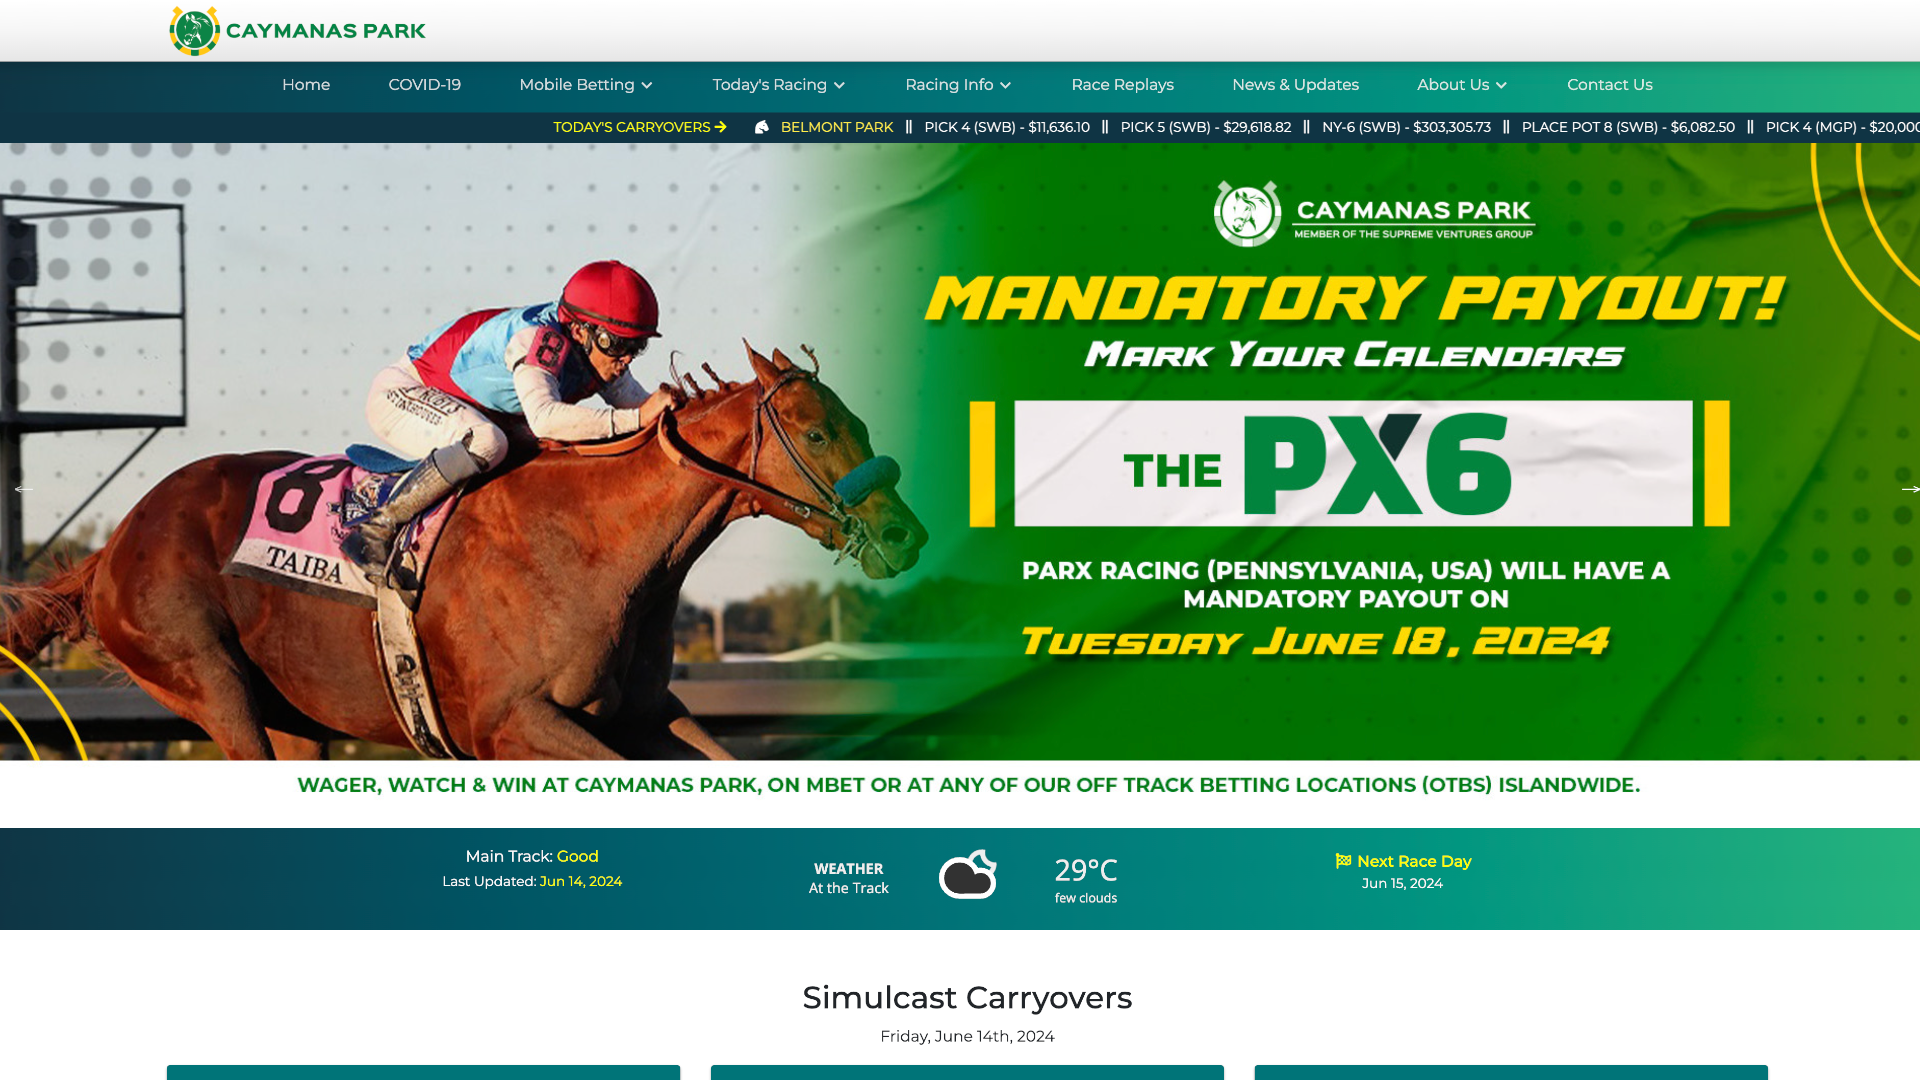 CAYMANAS PARK
Home COVID-19 Mobile Betting Today's Racing Racing Info Race Replays News & Updates About Us Contact Us
TODAY'S CARRYOVERS BELMONT PARK || PICK 4 (SWB) - $11,636.10 || PICK 5 (SWB) - $29,618.82 || NY-6 (SWB) - $303,305.73 || PLACE POT 8 (SWB) - $6,082.50 || PICK 4 (MGP) - $20,000
CAYMANAS PARK
MEMBER OF THE SUPREME VENTURES GROUP
MANDATORY PAYOUT!
MARK YOUR CALENDARS
THE PX6
PARX RACING (PENNSYLVANIA, USA) WILL HAVE A
MANDATORY PAYOUT ON
TUESDAY JUNE 18, 2024
8
8
TAIBA
WAGER, WATCH & WIN AT CAYMANAS PARK, ON MBET OR AT ANY OF OUR OFF TRACK BETTING LOCATIONS (OTBS) ISLANDWIDE.
Main Track: Good
Last Updated: Jun 14, 2024
WEATHER
At the Track
29°C
few clouds
Next Race Day
Jun 15, 2024
Simulcast Carryovers
Friday, June 14th, 2024